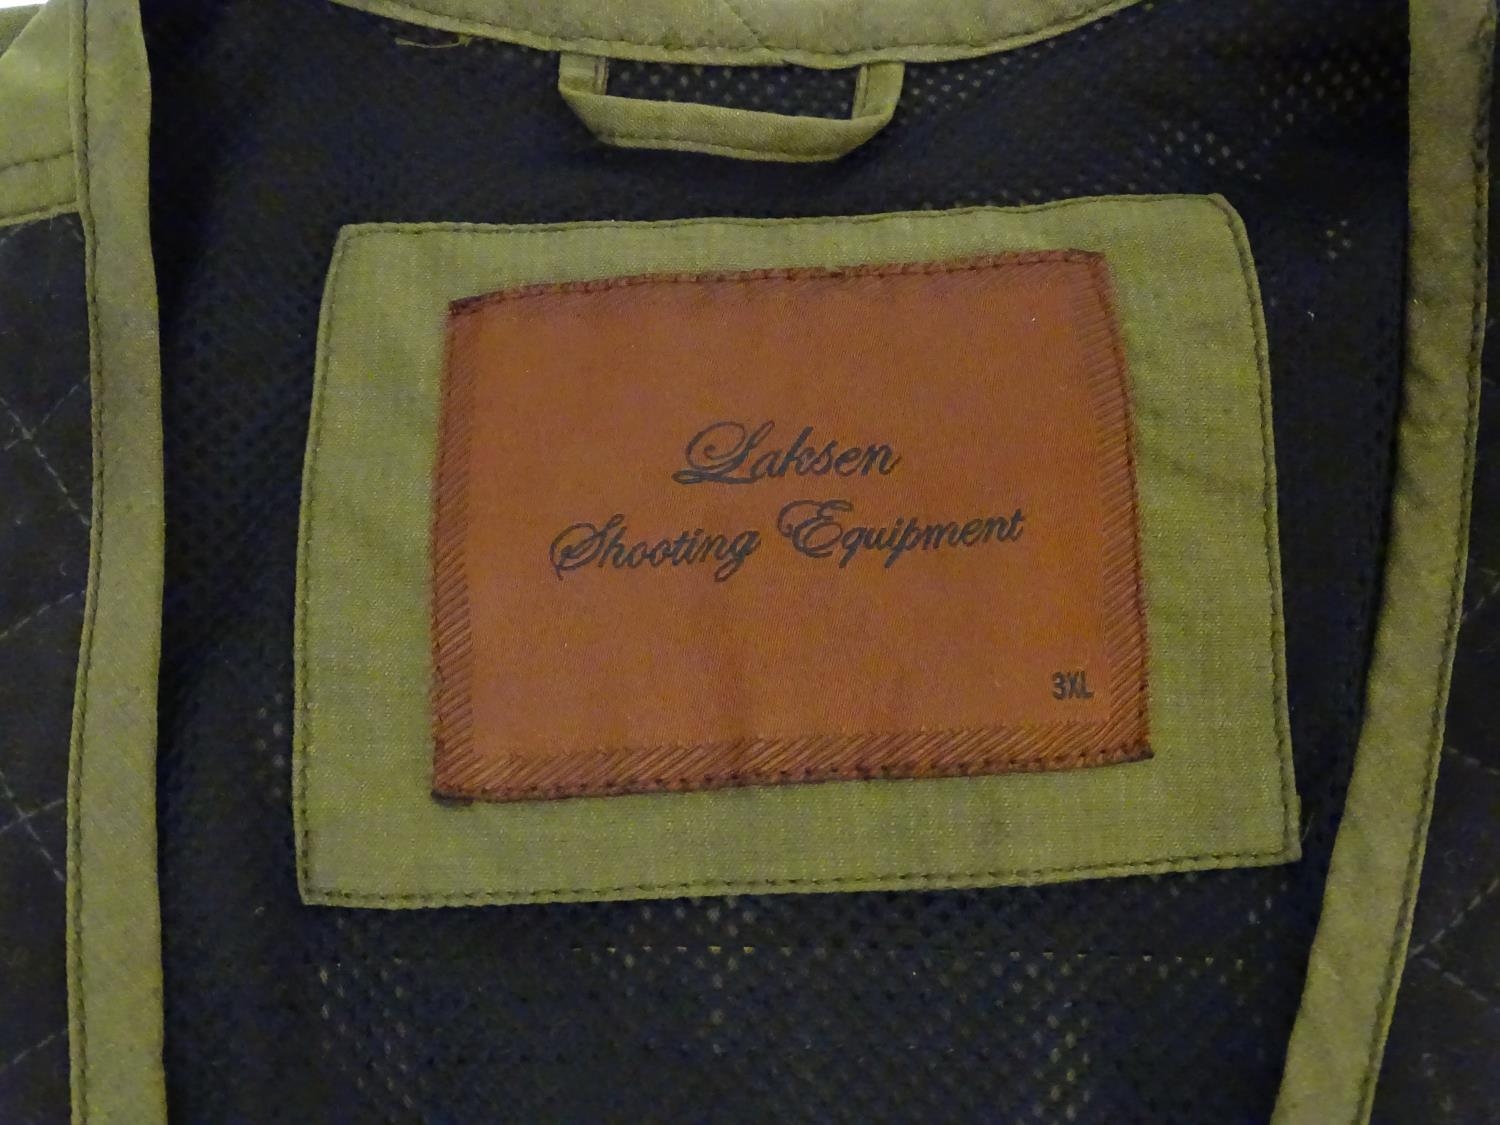 Laksen
Shooting Equipment
3XL